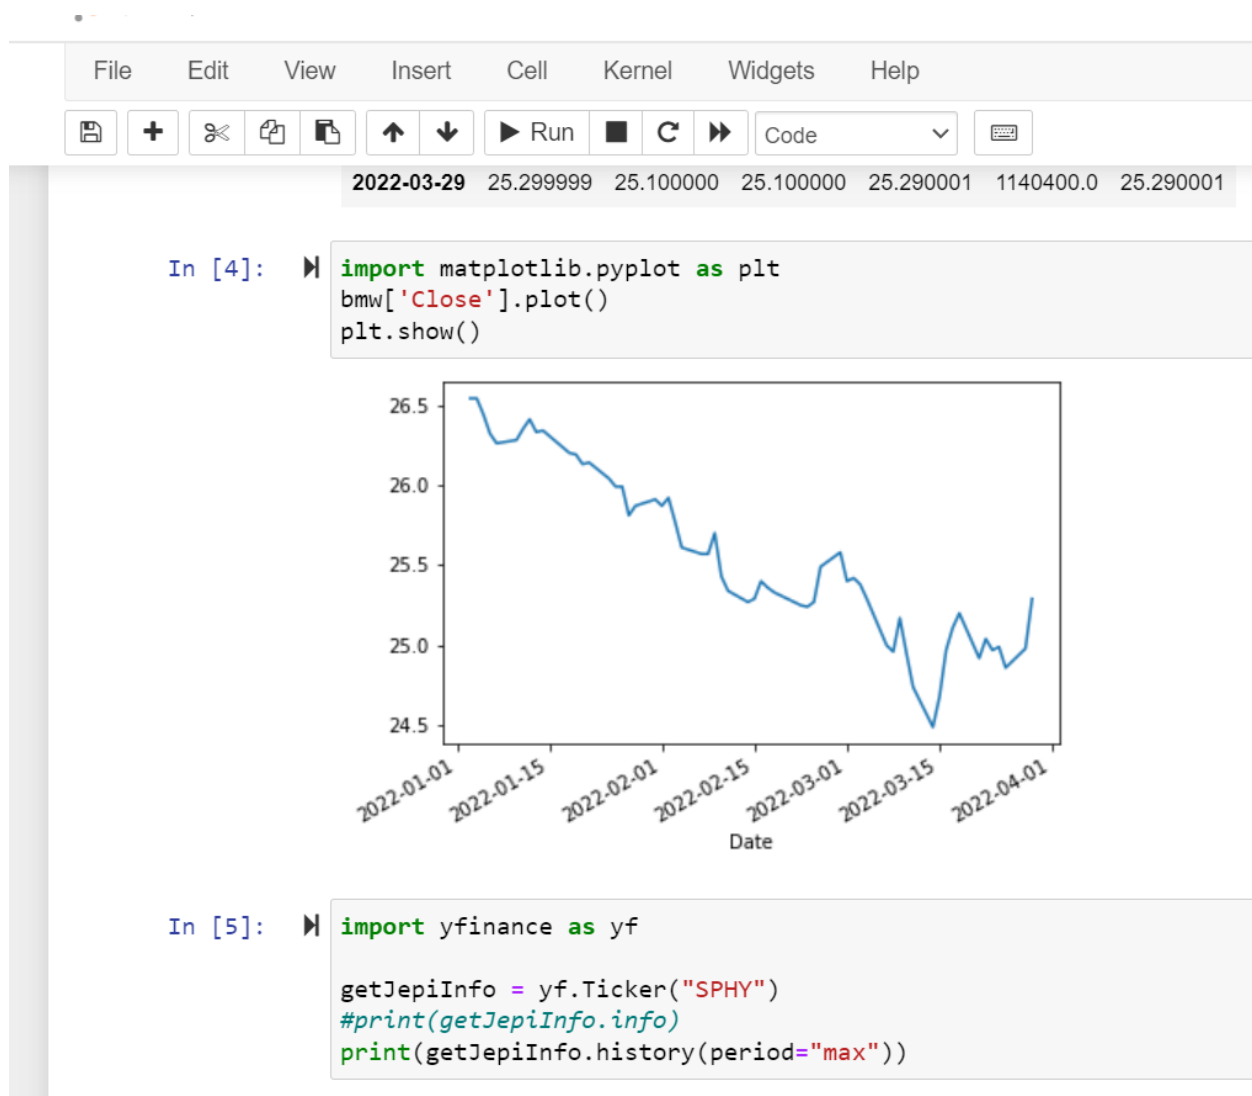 File Edit View Insert Cell Kernel Widgets Help
Run Code
2022-03-29 25.299999 25.100000 25.100000 25.290001 1140400.0 25.290001
In [4]: import matplotlib.pyplot as plt
bmw['Close'].plot()
plt.show()
26.5
26.0
25.5
25.0
24.5
2022-01-01 2022-01-15 2022-02-01 2022-02-15 2022-03-01 2022-03-15 2022-04-01
Date
In [5]: import yfinance as yf
getJepiInfo = yf.Ticker("SPHY")
#print(getJepiInfo.info)
print(getJepiInfo.history(period="max"))